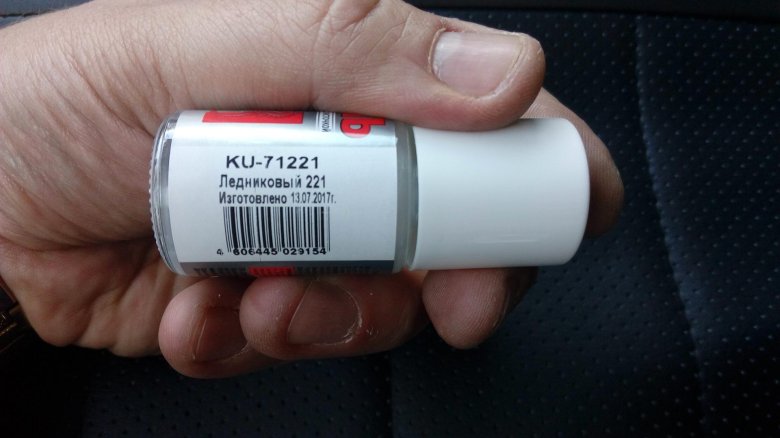 KU-71221
Ледниковый 221
Изготовлено 13.07.2017г.
4 606445 029154